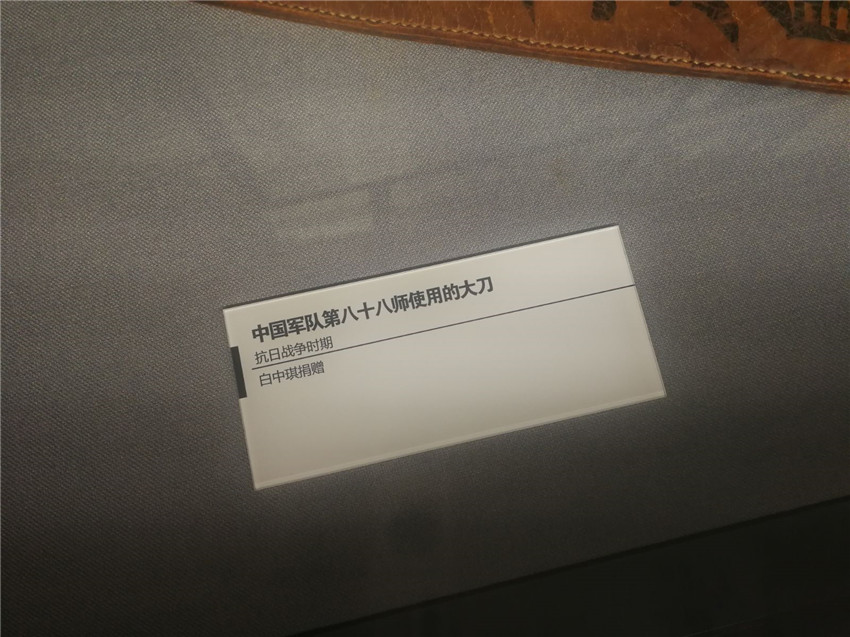 中国军队第八十八师使用的大刀
抗日战争时期
白中琪捐赠